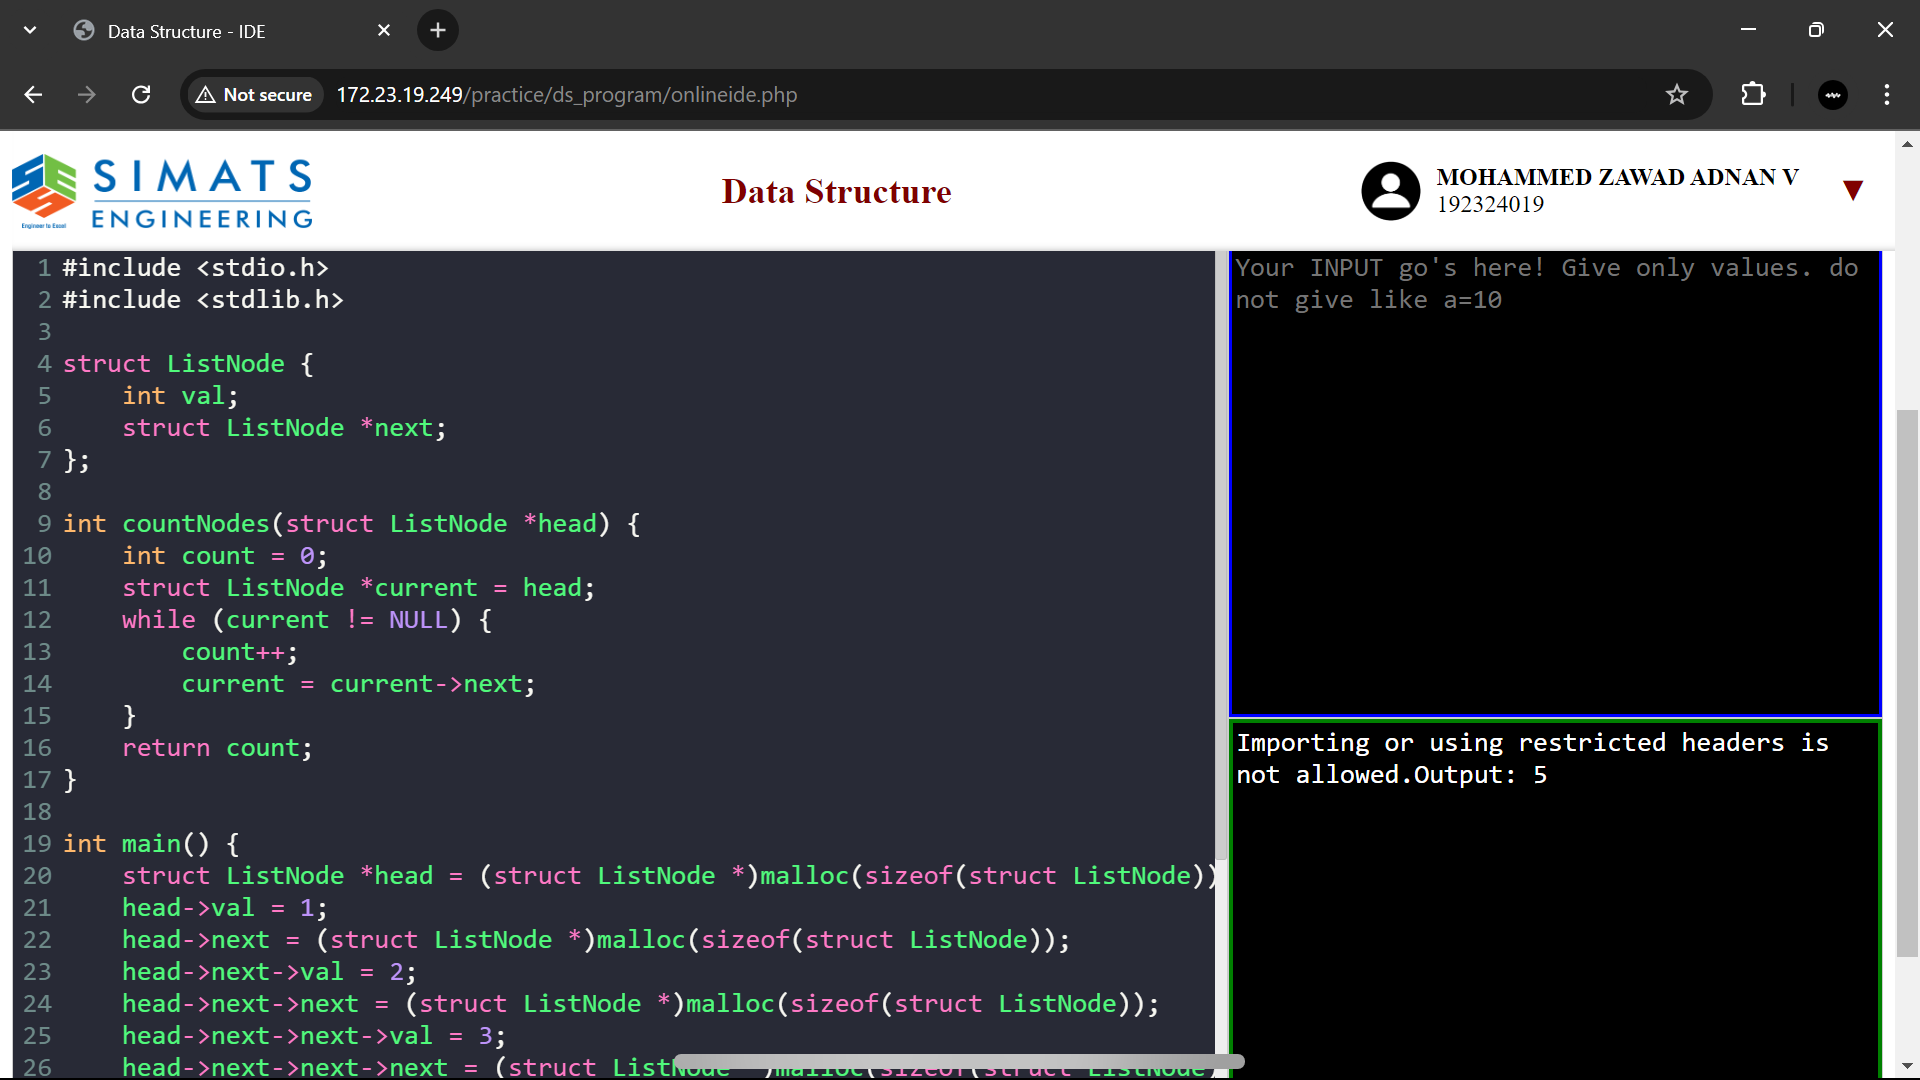 Data Structure - IDE
Not secure
172.23.19.249/practice/ds_program/onlineide.php
SIMATS
ENGINEERING
Engineer to Excel
Data Structure
MOHAMMED ZAWAD ADNAN V
192324019
1 #include <stdio.h>
2 #include <stdlib.h>
3
4 struct ListNode {
5     int val;
6     struct ListNode *next;
7 };
8
9 int countNodes(struct ListNode *head) {
10     int count = 0;
11     struct ListNode *current = head;
12     while (current != NULL) {
13         count++;
14         current = current->next;
15     }
16     return count;
17 }
18
19 int main() {
20     struct ListNode *head = (struct ListNode *)malloc(sizeof(struct ListNode))
21     head->val = 1;
22     head->next = (struct ListNode *)malloc(sizeof(struct ListNode));
23     head->next->val = 2;
24     head->next->next = (struct ListNode *)malloc(sizeof(struct ListNode));
25     head->next->next->val = 3;
26     head->next->next->next = (struct ListNode *)malloc(sizeof(struct ListNode)
Your INPUT go's here! Give only values. do
not give like a=10
Importing or using restricted headers is
not allowed.Output: 5